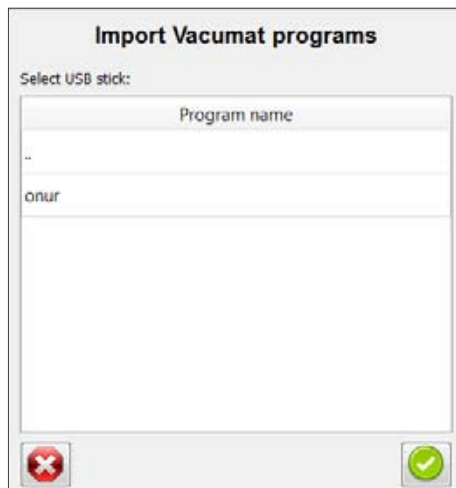 Import Vacumat programs
Select USB stick:
Program name
..
onur